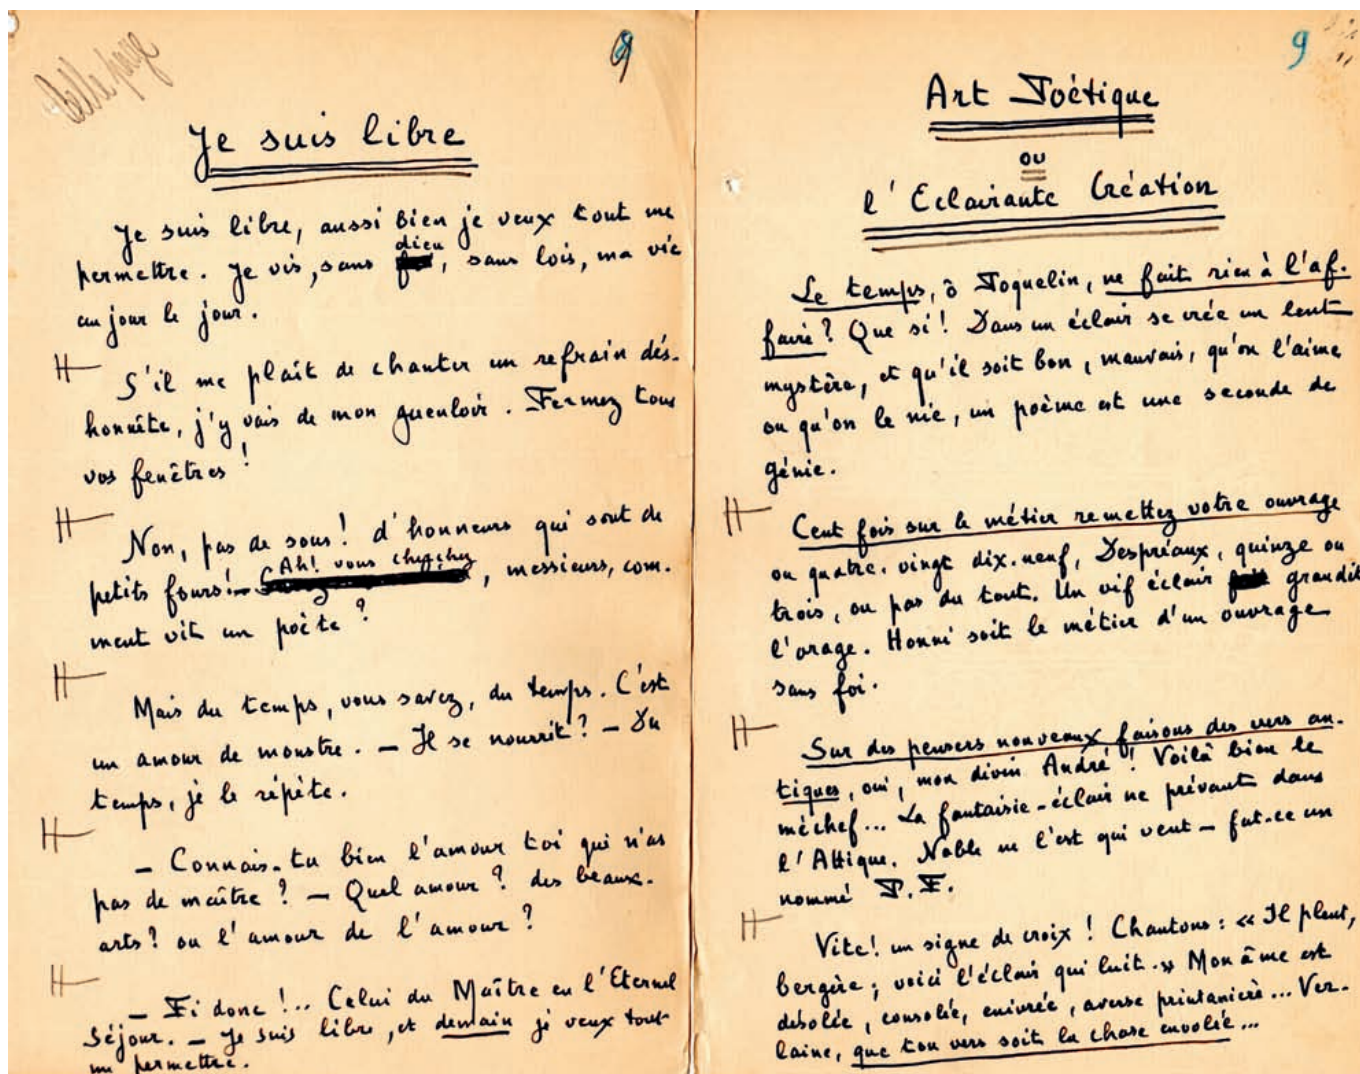 belle page
9
Je suis libre
Je suis libre, aussi bien je veux tout me
permettre. Je vis, sans dieu, sans lois, ma vie
au jour le jour.
S'il me plaît de chanter un refrain dés-
honnête, j'y vais de mon gueuloir. Fermez tous
vos fenêtres !
Non, pas de sous ! d'honneurs qui sont de
petits fours ! – Ah! vous cherchez, messieurs, com-
ment vit un poète ?
Mais du temps, vous savez, du temps. C'est
un amour de monstre. – Il se nourrit ? – Du
temps, je le répète.
– Connais-tu bien l'amour toi qui n'as
pas de maître ? – Quel amour ? des beaux-
arts ? ou l'amour de l'amour ?
– Fi donc !.. Celui du Maître en l'Eternel
Séjour. – Je suis libre, et demain je veux tout
me permettre.
9
Art Poétique
ou
l'Eclairante Création
Le temps, ô Poquelin, ne fait rien à l'af-
faire ? Que si ! Dans un éclair se crée un lent
mystère, et qu'il soit bon, mauvais, qu'on l'aime
ou qu'on le nie, un poème est une seconde de
génie.
Cent fois sur le métier remettez votre ouvrage
ou quatre-vingt dix-neuf, Despréaux, quinze ou
trois, ou pas du tout. Un vif éclair grandit
l'orage. Honni soit le métier d'un ouvrage
sans foi.
Sur des pensers nouveaux faisons des vers an-
tiques, oui, mon divin André ! Voilà bien le
méchef... La fantaisie-éclair ne prévaut dans
l'Attique. Noble ne l'est qui veut – fut-ce un
nommé P. F.
Vite ! un signe de croix ! Chantons : « Il pleut,
bergère ; voici l'éclair qui luit. » Mon âme est
désolée, consolée, enivrée, averse printanière... Ver-
laine, que ton vers soit la chose envolée...